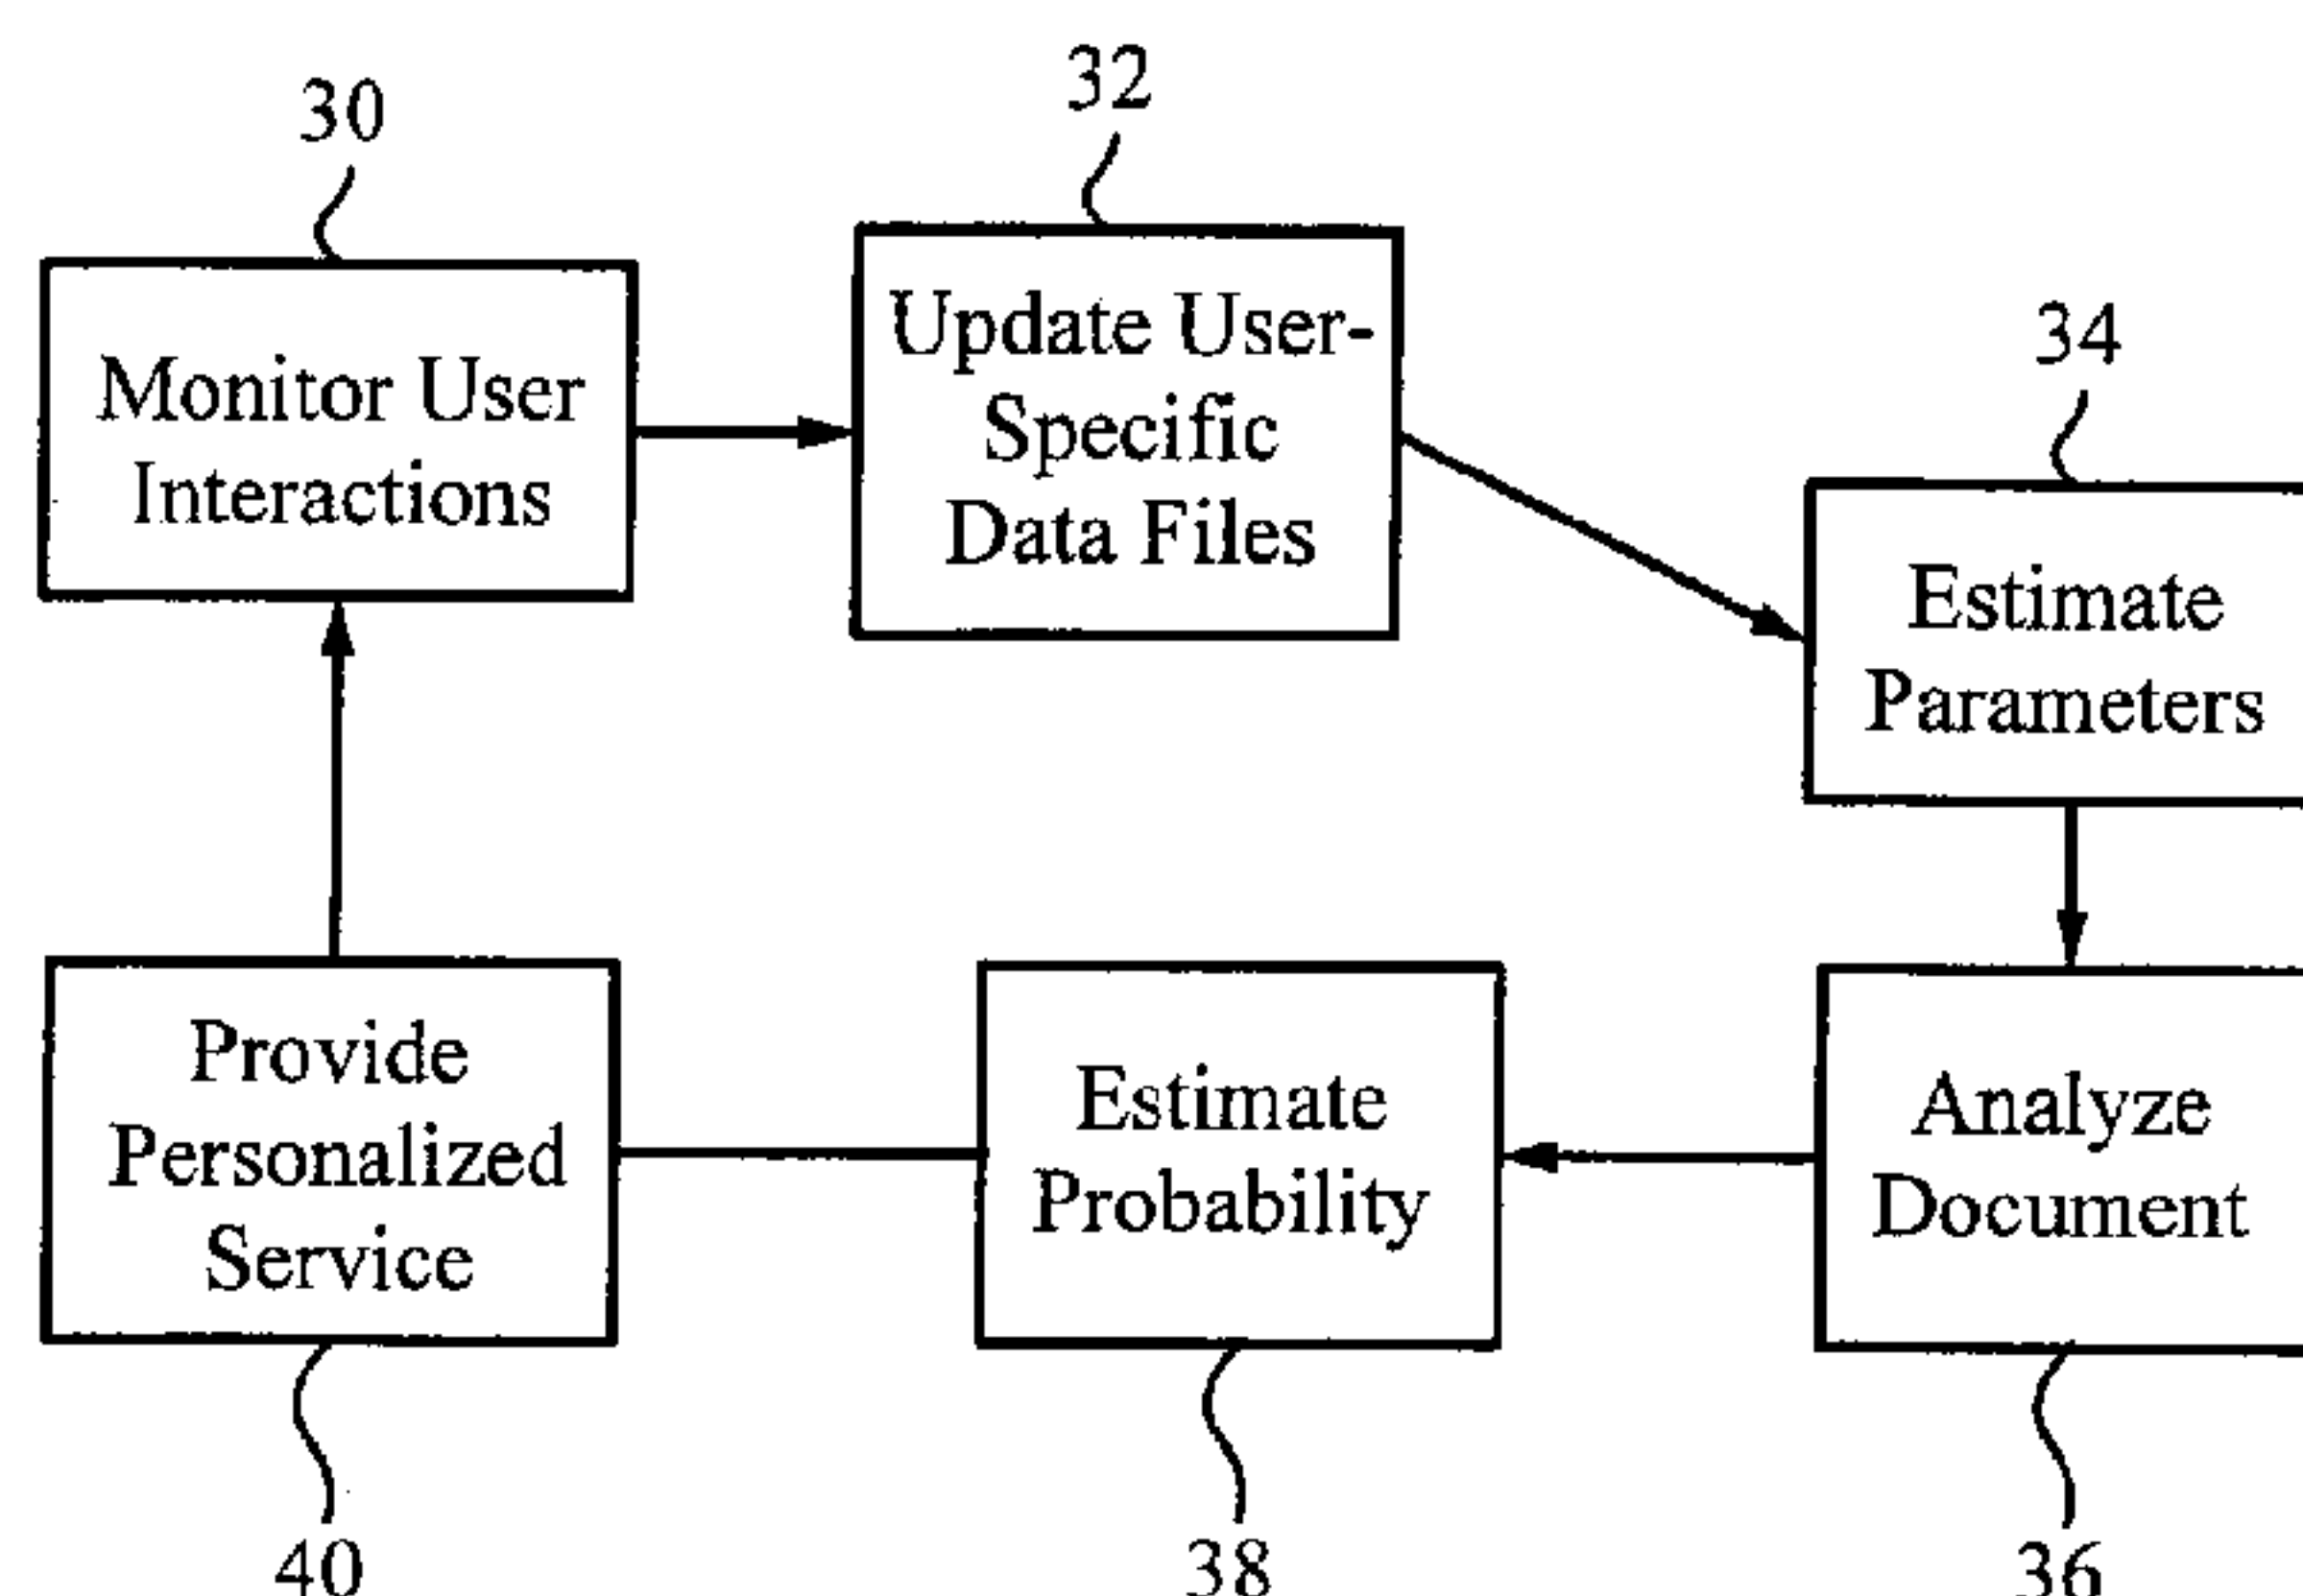 30
32
34
Monitor User
Interactions
Update User-
Specific
Data Files
Estimate
Parameters
Provide
Personalized
Service
Estimate
Probability
Analyze
Document
40
38
36